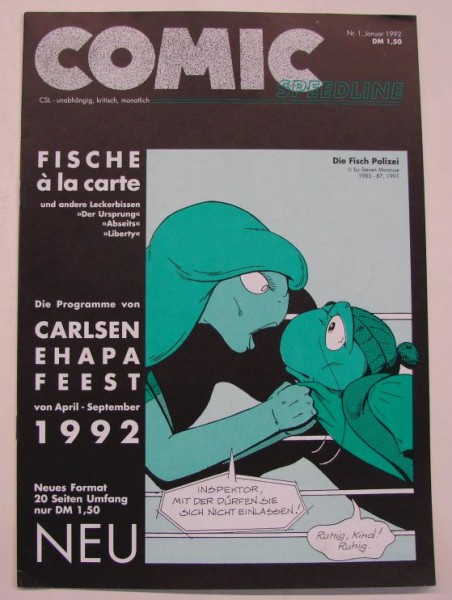 COMIC
SPEEDLINE
Nr. 1, Januar 1992
DM 1,50
CSL - unabhängig, kritisch, monatlich
FISCHE
à la carte
und andere Leckerbissen
»Der Ursprung«
»Abseits«
»Liberty«
Die Programme von
CARLSEN
EHAPA
FEEST
von April - September
1992
Neues Format
20 Seiten Umfang
nur DM 1,50
NEU
Die Fisch Polizei
© by Steven Moncuse
1985 - 87, 1991
INSPEKTOR,
MIT DER DÜRFEN SIE
SICH NICHT EINLASSEN!
Ruhig, Kind!
Ruhig.